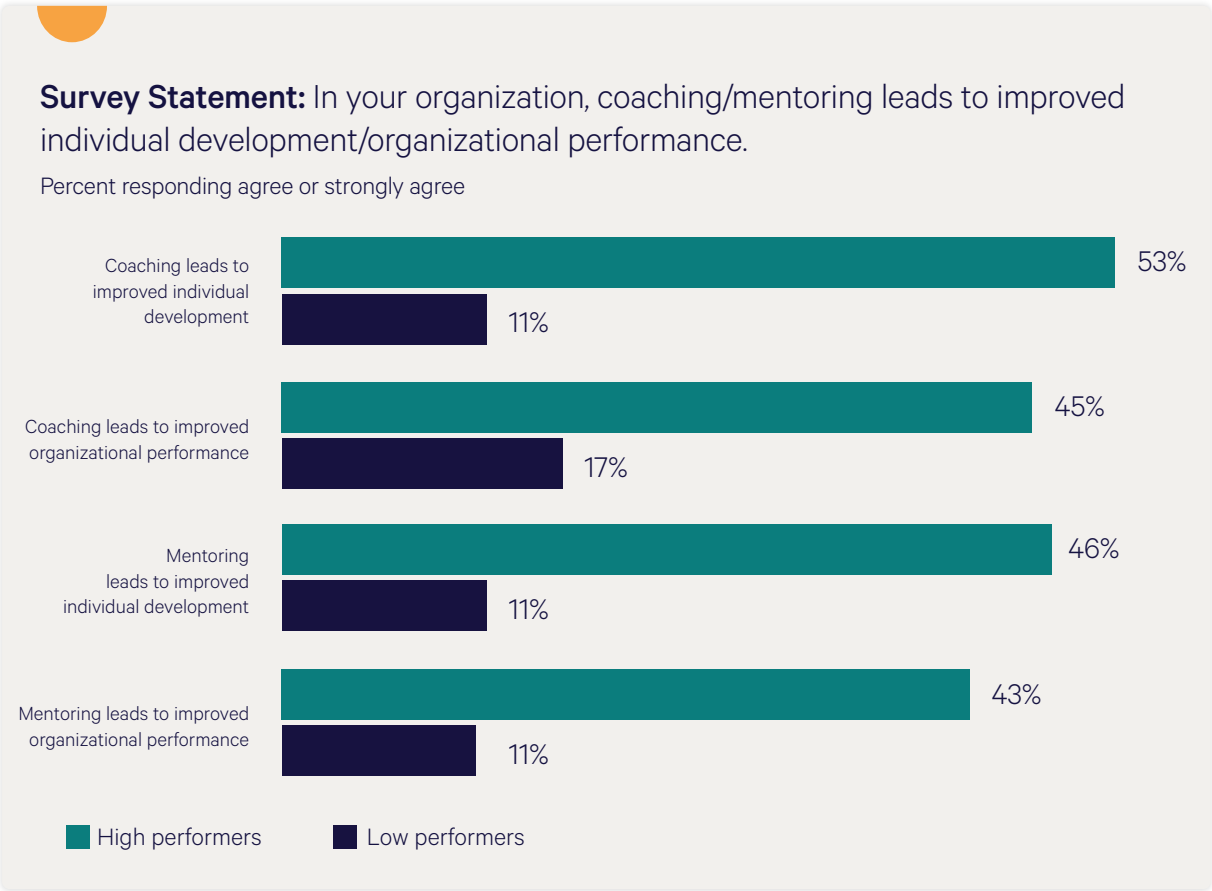 Survey Statement: In your organization, coaching/mentoring leads to improved
individual development/organizational performance.
Percent responding agree or strongly agree
Coaching leads to
improved individual
development
53%
11%
Coaching leads to improved
organizational performance
45%
17%
Mentoring
leads to improved
individual development
46%
11%
Mentoring leads to improved
organizational performance
43%
11%
High performers
Low performers